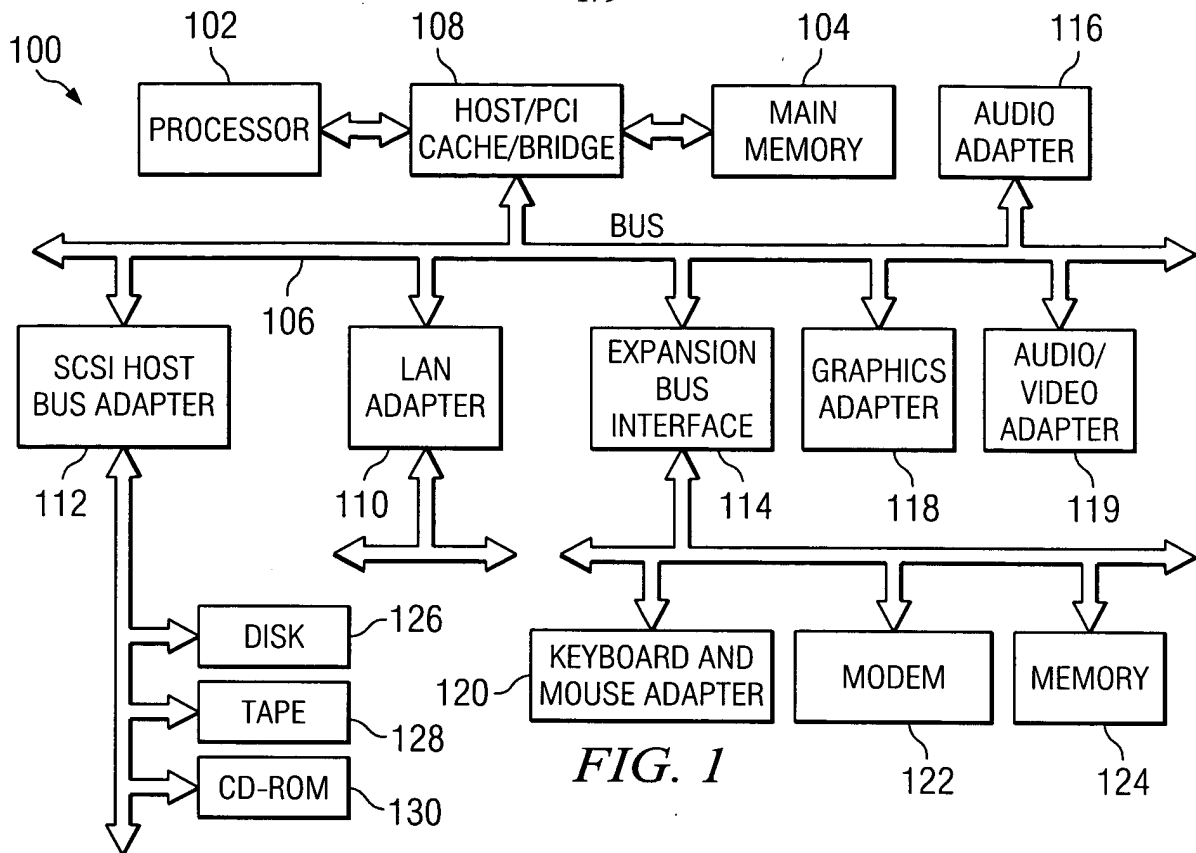 102
108
104
116
100
PROCESSOR
HOST/PCI
CACHE/BRIDGE
MAIN
MEMORY
AUDIO
ADAPTER
BUS
106
SCSI HOST
BUS ADAPTER
LAN
ADAPTER
EXPANSION
BUS
INTERFACE
GRAPHICS
ADAPTER
AUDIO/
VIDEO
ADAPTER
112
110
114
118
119
DISK
126
TAPE
128
CD-ROM
130
120
KEYBOARD AND
MOUSE ADAPTER
MODEM
MEMORY
122
124
FIG. 1